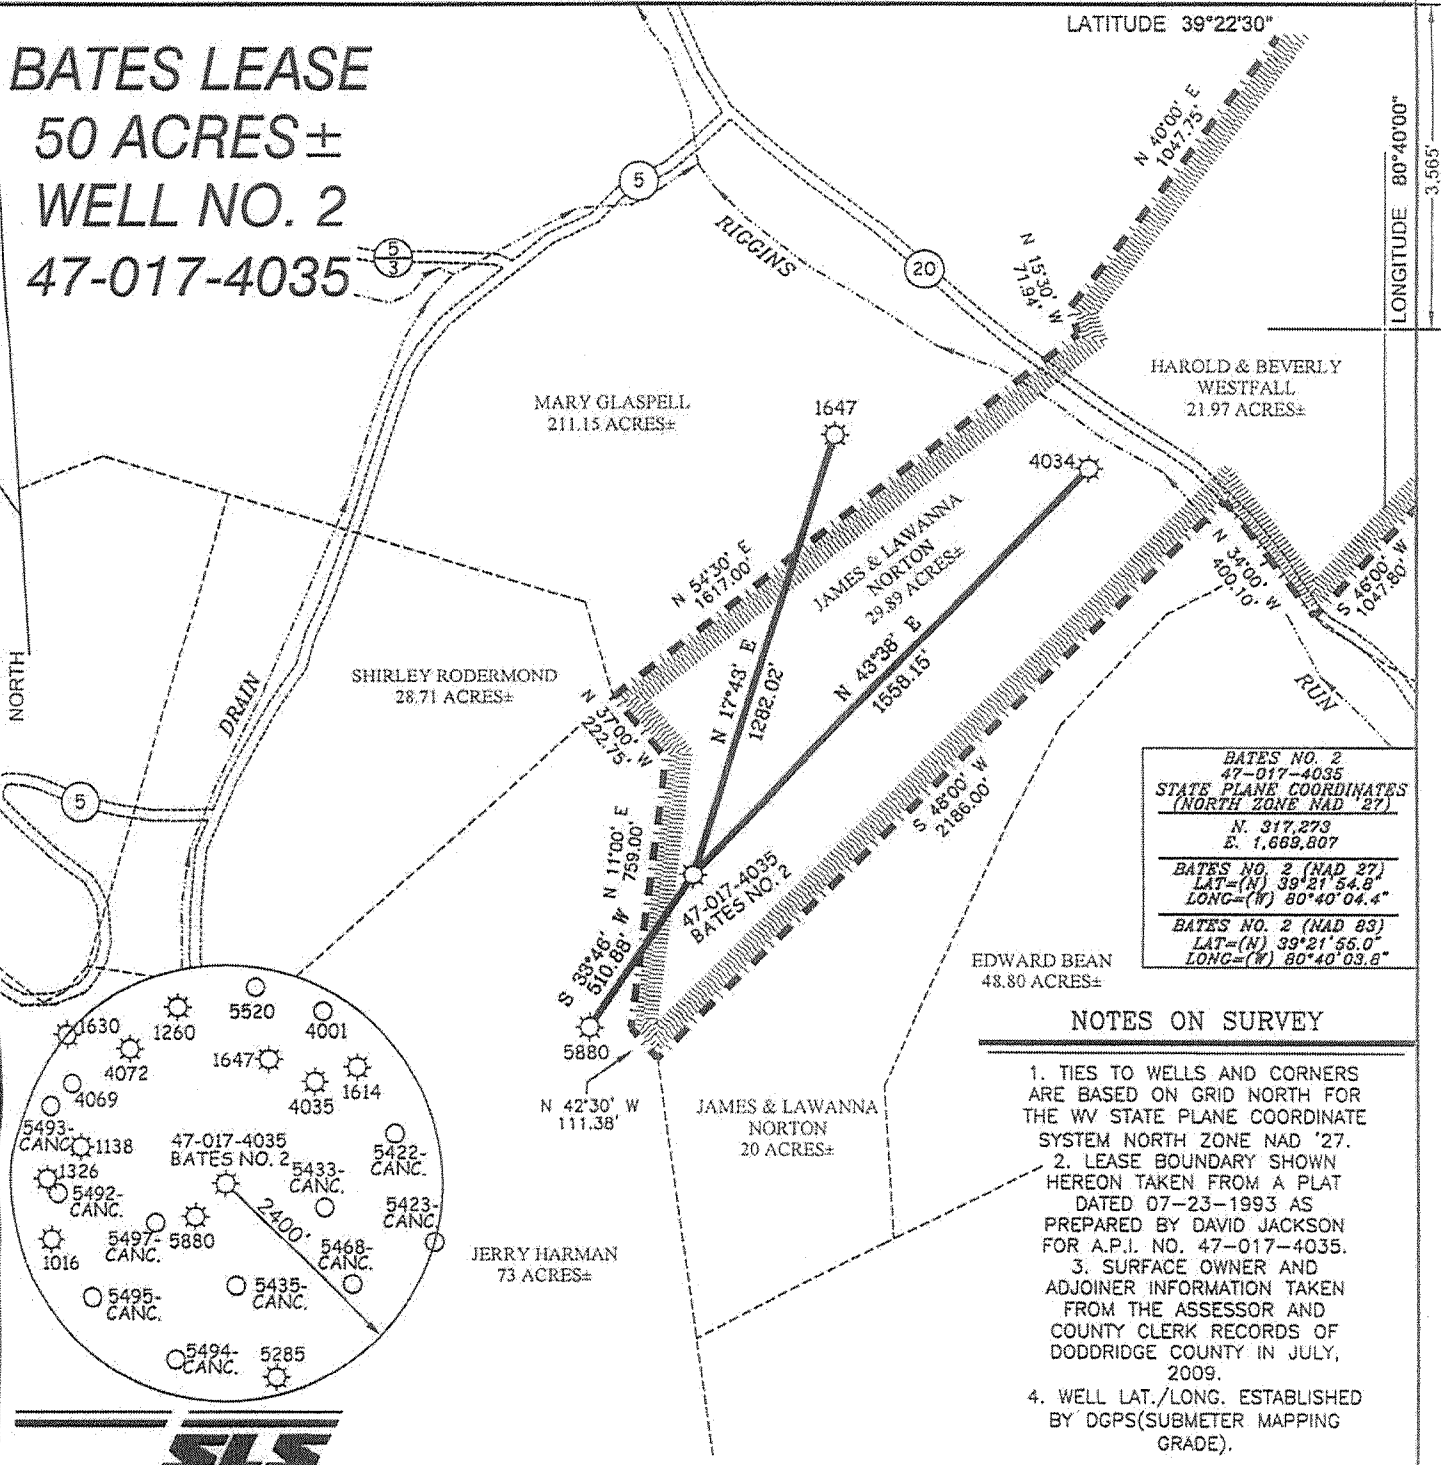 BATES LEASE
50 ACRES±
WELL NO. 2
47-017-4035
LATITUDE 39°22'30"
LONGITUDE 80°40'00"
3,565'
N 40°00' E
1047.75'
N 15°30' W
71.94'
5
5
3
20
RIGGINS
MARY GLASPELL
211.15 ACRES±
HAROLD & BEVERLY
WESTFALL
21.97 ACRES±
1647
4034
JAMES & LAWANNA
NORTON
29.89 ACRES±
N 54°30' E
1617.00'
N 34°00' W
400.10'
S 46°00' W
1047.80'
NORTH
DRAIN
SHIRLEY RODERMOND
28.71 ACRES±
N 37°00' W
222.75'
N 17°43' E
1282.02'
N 43°38' E
1558.15'
RUN
5
N 11°00' E
759.00'
S 48°00' W
2186.00'
47-017-4035
BATES NO. 2
S 33°46' W
510.88'
5880
N 42°30' W
111.38'
EDWARD BEAN
48.80 ACRES±
JAMES & LAWANNA
NORTON
20 ACRES±
JERRY HARMAN
73 ACRES±
BATES NO. 2
47-017-4035
STATE PLANE COORDINATES
(NORTH ZONE NAD '27)
N. 317,273
E. 1,669,807
BATES NO. 2 (NAD 27)
LAT=(N) 39°21'54.8"
LONG=(W) 80°40'04.4"
BATES NO. 2 (NAD 83)
LAT=(N) 39°21'55.0"
LONG=(W) 80°40'03.8"
NOTES ON SURVEY
1. TIES TO WELLS AND CORNERS
ARE BASED ON GRID NORTH FOR
THE WV STATE PLANE COORDINATE
SYSTEM NORTH ZONE NAD '27.
2. LEASE BOUNDARY SHOWN
HEREON TAKEN FROM A PLAT
DATED 07-23-1993 AS
PREPARED BY DAVID JACKSON
FOR A.P.I. NO. 47-017-4035.
3. SURFACE OWNER AND
ADJOINER INFORMATION TAKEN
FROM THE ASSESSOR AND
COUNTY CLERK RECORDS OF
DODDRIDGE COUNTY IN JULY,
2009.
4. WELL LAT./LONG. ESTABLISHED
BY DGPS(SUBMETER MAPPING
GRADE).
5520
1630
1260
4001
4072
1647
1614
4069
4035
5493-
CANC.
1138
47-017-4035
BATES NO. 2
5422-
CANC.
5433-
CANC.
1326
5492-
CANC.
5423-
CANC.
2400'
5497-
CANC.
5880
1016
5468-
CANC.
5495-
CANC.
5435-
CANC.
5494-
CANC.
5285
SLS